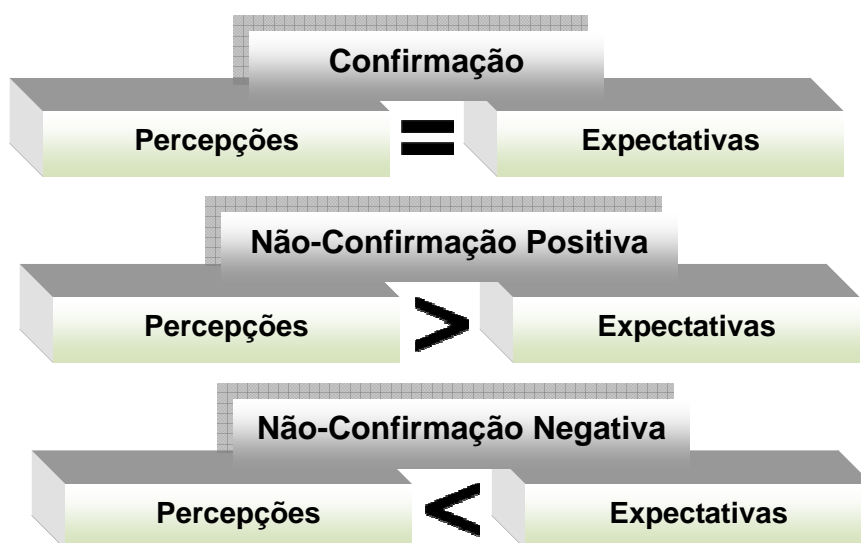 Confirmação
Percepções = Expectativas
Não-Confirmação Positiva
Percepções > Expectativas
Não-Confirmação Negativa
Percepções < Expectativas